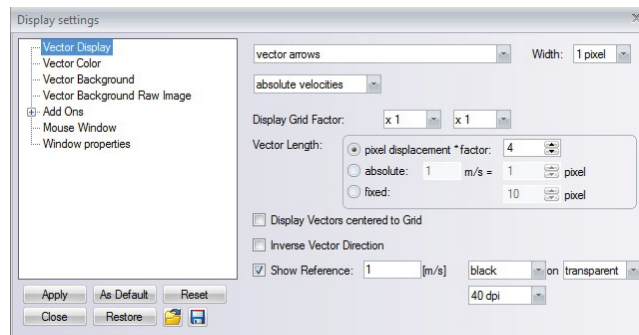 Display settings
Vector Display
Vector Color
Vector Background
Vector Background Raw Image
Add Ons
Mouse Window
Window properties
vector arrows Width: 1 pixel
absolute velocities
Display Grid Factor: x 1 x 1
Vector Length: pixel displacement * factor: 4
absolute: 1 m/s = 1 pixel
fixed: 10 pixel
Display Vectors centered to Grid
Inverse Vector Direction
Show Reference: 1 [m/s] black on transparent
40 dpi
Apply As Default Reset
Close Restore